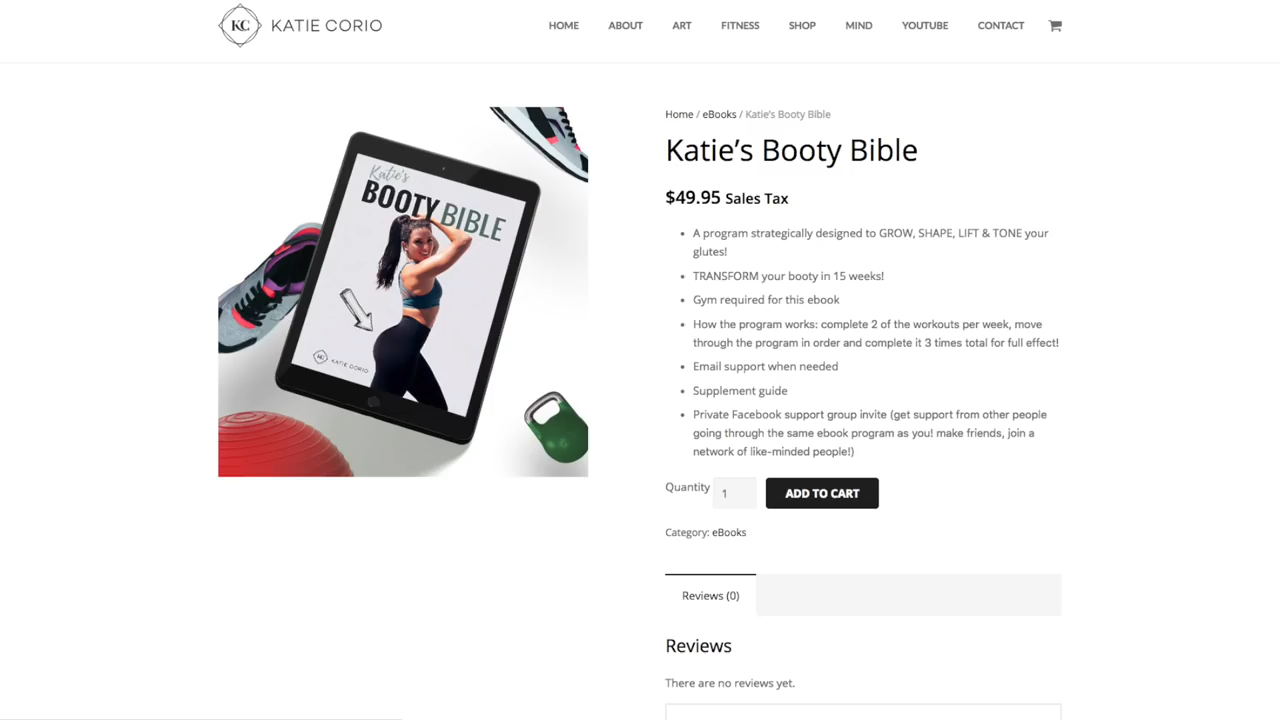 KC KATIE CORIO
HOME ABOUT ART FITNESS SHOP MIND YOUTUBE CONTACT
Katie's
BOOTY BIBLE
KC KATIE CORIO
Home / eBooks / Katie's Booty Bible
Katie's Booty Bible
$49.95 Sales Tax
• A program strategically designed to GROW, SHAPE, LIFT & TONE your
glutes!
• TRANSFORM your booty in 15 weeks!
• Gym required for this ebook
• How the program works: complete 2 of the workouts per week, move
through the program in order and complete it 3 times total for full effect!
• Email support when needed
• Supplement guide
• Private Facebook support group invite (get support from other people
going through the same ebook program as you! make friends, join a
network of like-minded people!)
Quantity 1 ADD TO CART
Category: eBooks
Reviews (0)
Reviews
There are no reviews yet.